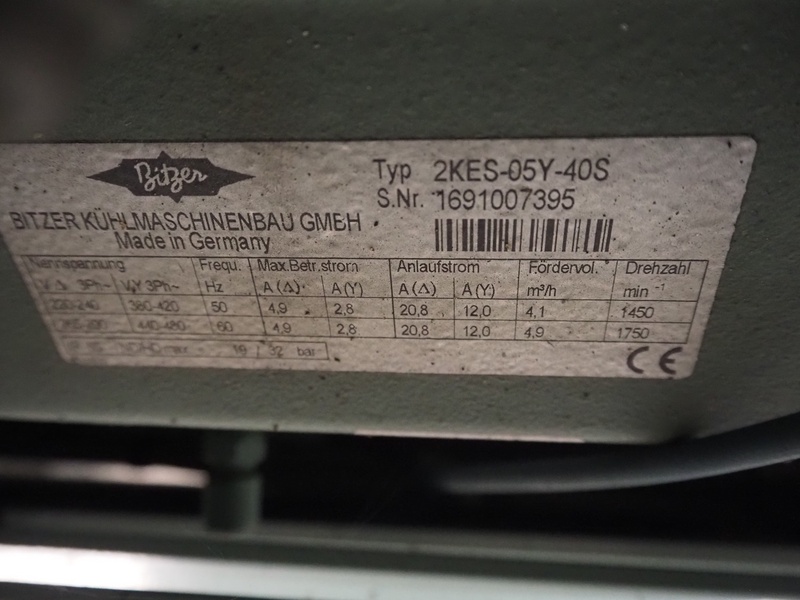 Bitzer
Typ 2KES-05Y-40S
S.Nr. 1691007395
BITZER KÜHLMASCHINENBAU GMBH
Made in Germany
Nennspannung Frequ. Max.Betr.strom Anlaufstrom Fördervol. Drehzahl
V Δ 3Ph~ V,Y 3Ph~ Hz A (Δ) A (Y) A (Δ) A (Y) m³/h min ⁻¹
220-240 380-420 50 4,9 2,8 20,8 12,0 4,1 1450
440-480 60 4,9 2,8 20,8 12,0 4,9 1750
max. 19 / 32 bar
CE